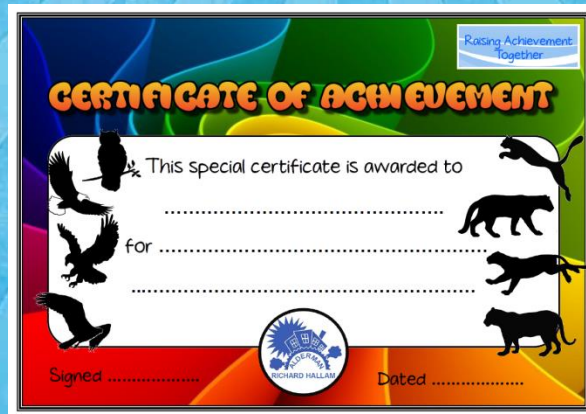 Raising Achievement
Together
CERTIFICATE OF ACHIEVEMENT
This special certificate is awarded to
................................................
for ........................................................
...........................................................
ALDERMAN
RICHARD HALLAM
Signed ................... Dated ...................